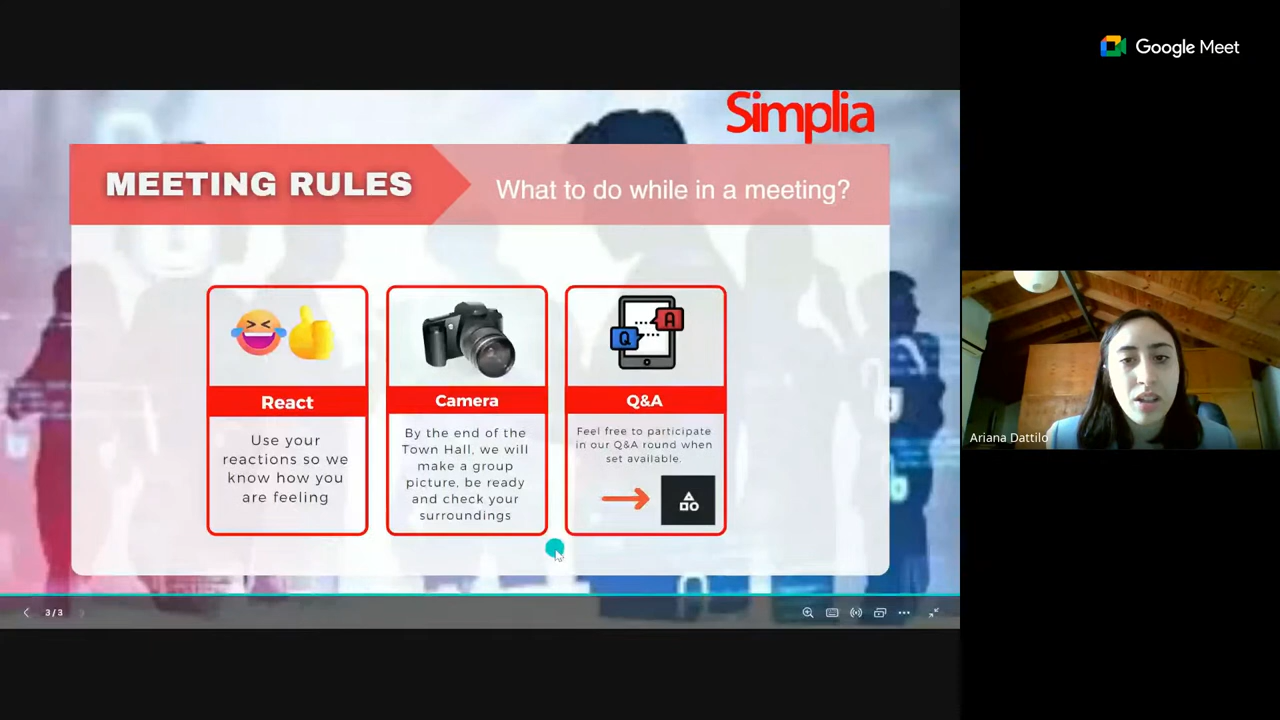 Google Meet
Simplia
MEETING RULES
What to do while in a meeting?
React
Use your
reactions so we
know how you
are feeling
Camera
By the end of the
Town Hall, we will
make a group
picture, be ready
and check your
surroundings
Q
A
Q&A
Feel free to participate
in our Q&A round when
set available.
Ariana Dattilo
3/3